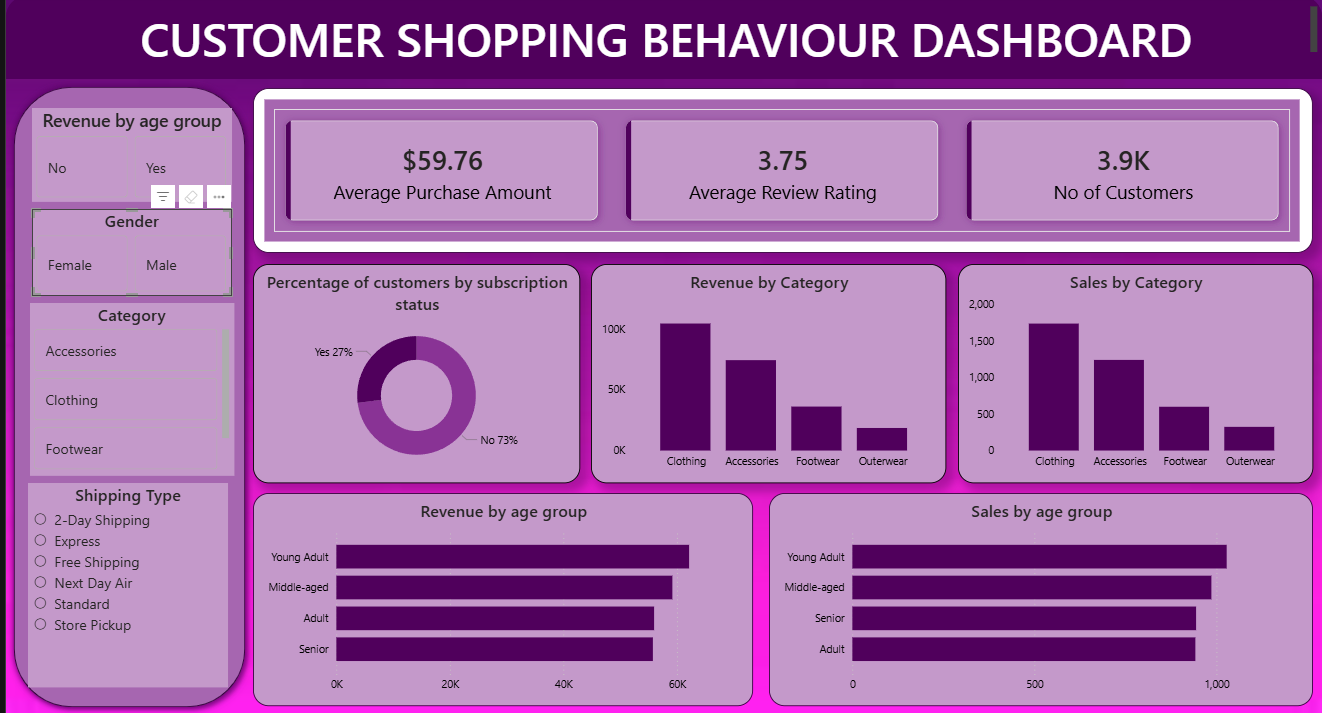 CUSTOMER SHOPPING BEHAVIOUR DASHBOARD
Revenue by age group
No
Yes
Gender
Female
Male
Category
Accessories
Clothing
Footwear
Shipping Type
2-Day Shipping
Express
Free Shipping
Next Day Air
Standard
Store Pickup
$59.76
Average Purchase Amount
3.75
Average Review Rating
3.9K
No of Customers
Percentage of customers by subscription
status
Yes 27%
No 73%
Revenue by Category
100K
50K
0K
Clothing
Accessories
Footwear
Outerwear
Sales by Category
2,000
1,500
1,000
500
0
Clothing
Accessories
Footwear
Outerwear
Revenue by age group
Young Adult
Middle-aged
Adult
Senior
0K
20K
40K
60K
Sales by age group
Young Adult
Middle-aged
Senior
Adult
0
500
1,000